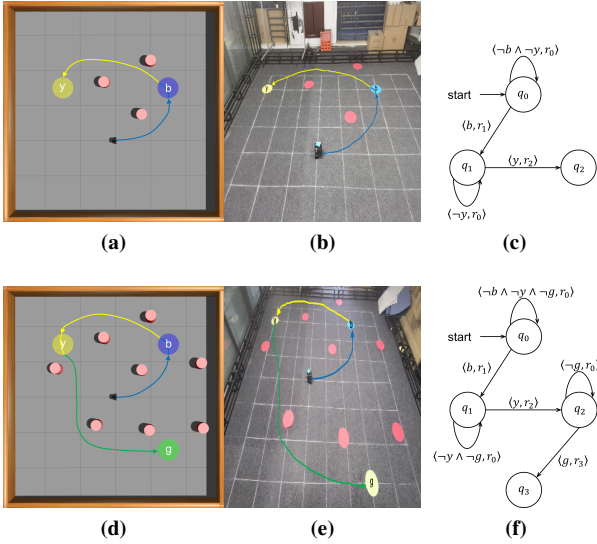 y
b
y
start
⟨¬b ∧ ¬y, r₀⟩
q₀
⟨b, r₁⟩
q₁
⟨y, r₂⟩
q₂
⟨¬y, r₀⟩
(a)
(b)
(c)
y
b
g
g
⟨¬b ∧ ¬y ∧ ¬g, r₀⟩
start
q₀
⟨b, r₁⟩
⟨¬g, r₀⟩
q₁
⟨y, r₂⟩
q₂
⟨¬y ∧ ¬g, r₀⟩
⟨g, r₃⟩
q₃
(d)
(e)
(f)